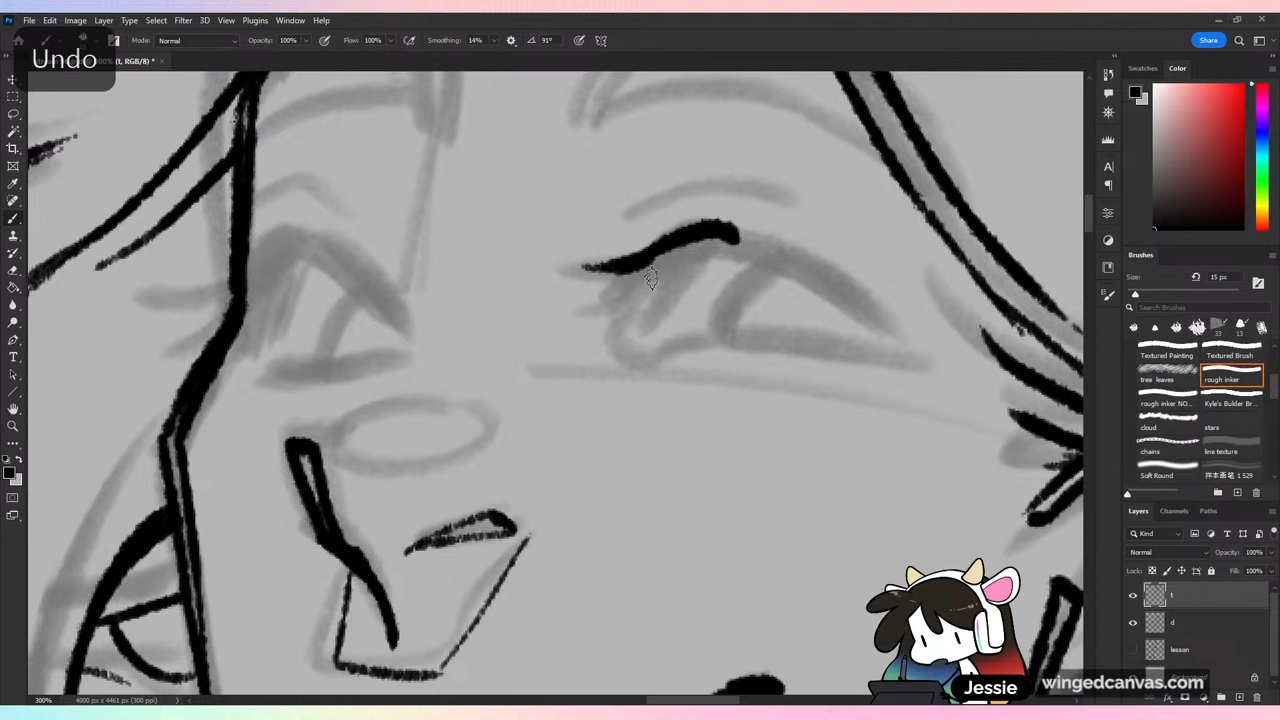 Ps File Edit Image Layer Type Select Filter 3D View Plugins Window Help
Undo
Mode: Normal Opacity: 100% Flow: 100% Smoothing: 14% 91°
Share
100% (t, RGB/8) *
Swatches Color
Brushes
Size: 15 px
Search Brushes
33 13
Textured Painting Textured Brush
tree leaves rough inker
rough inker NO... Kyle's Bulder Br...
cloud stars
chains line texture
Soft Round 样本画笔 1 529
Layers Channels Paths
Kind
Normal Opacity: 100%
Lock: Fill: 100%
t
d
lesson
Jessie wingedcanvas.com
300% 4000 px x 4461 px (300 ppi)